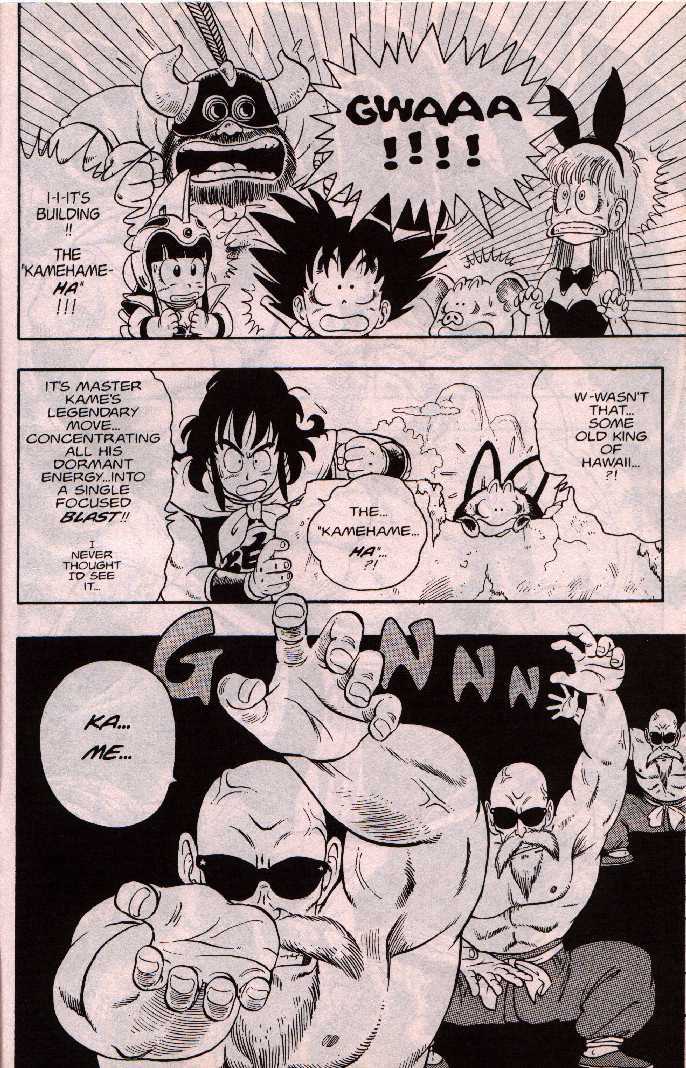 GWAAA
!!!!
I-I-IT'S
BUILDING
!!
THE
"KAMEHAME-
HA"
!!!
IT'S MASTER
KAME'S
LEGENDARY
MOVE...
CONCENTRATING
ALL HIS
DORMANT
ENERGY...INTO
A SINGLE
FOCUSED
BLAST!!
I
NEVER
THOUGHT
I'D SEE
IT...
THE...
"KAMEHAME...
HA"...
?!
W-WASN'T
THAT...
SOME
OLD KING
OF
HAWAII...
?!
G NNN
KA...
ME...